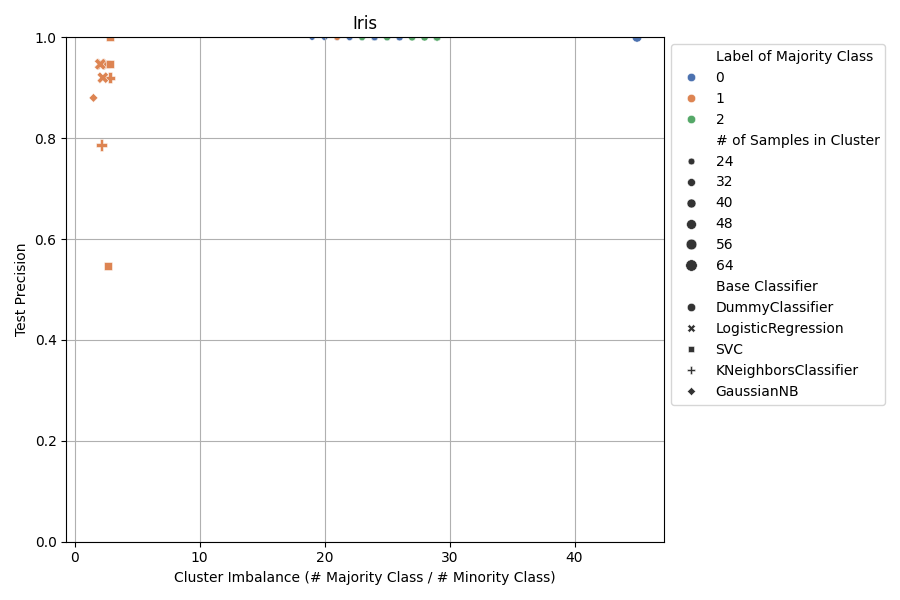 Iris
1.0
0.8
0.6
0.4
0.2
0.0
Test Precision
0
10
20
30
40
Cluster Imbalance (# Majority Class / # Minority Class)
Label of Majority Class
0
1
2
# of Samples in Cluster
24
32
40
48
56
64
Base Classifier
DummyClassifier
LogisticRegression
SVC
KNeighborsClassifier
GaussianNB